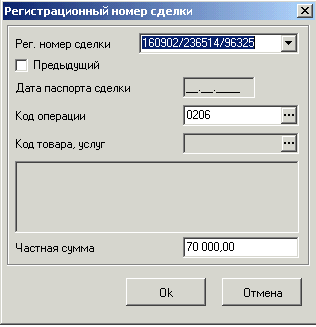 Регистрационный номер сделки
Рег. номер сделки 160902/236514/96325
Предыдущий
Дата паспорта сделки __.__.____
Код операции 0206 ...
Код товара, услуг ...
Частная сумма 70 000,00
Ok Отмена